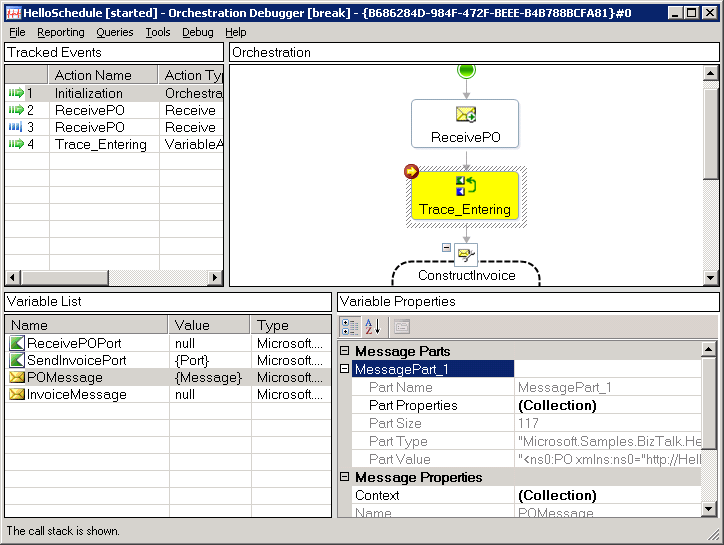 HelloSchedule [started] - Orchestration Debugger [break] - {B686284D-984F-472F-BEEE-B4B788BCFA81}#0
File Reporting Queries Tools Debug Help
Tracked Events
Action Name Action Ty
1 Initialization Orchestra
2 ReceivePO Receive
3 ReceivePO Receive
4 Trace_Entering VariableA
Orchestration
ReceivePO
Trace_Entering
ConstructInvoice
Variable List
Name Value Type
ReceivePOPort null Microsoft....
SendInvoicePort {Port} Microsoft....
POMessage {Message} Microsoft....
InvoiceMessage null Microsoft....
Variable Properties
Message Parts
MessagePart_1
Part Name MessagePart_1
Part Properties (Collection)
Part Size 117
Part Type "Microsoft.Samples.BizTalk.He
Part Value "<ns0:PO xmlns:ns0="http://Hell
Message Properties
Context (Collection)
Name POMessage
The call stack is shown.